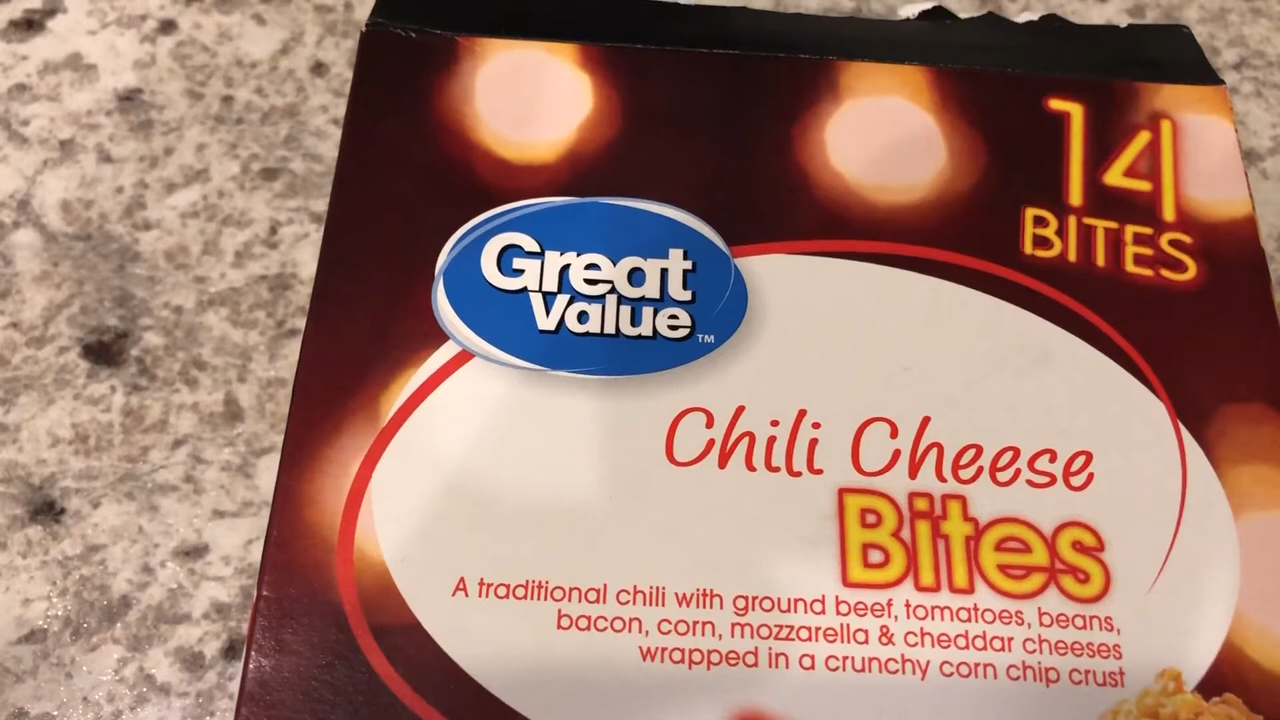 14
BITES
Great
Value TM
Chili Cheese
Bites
A traditional chili with ground beef, tomatoes, beans,
bacon, corn, mozzarella & cheddar cheeses
wrapped in a crunchy corn chip crust